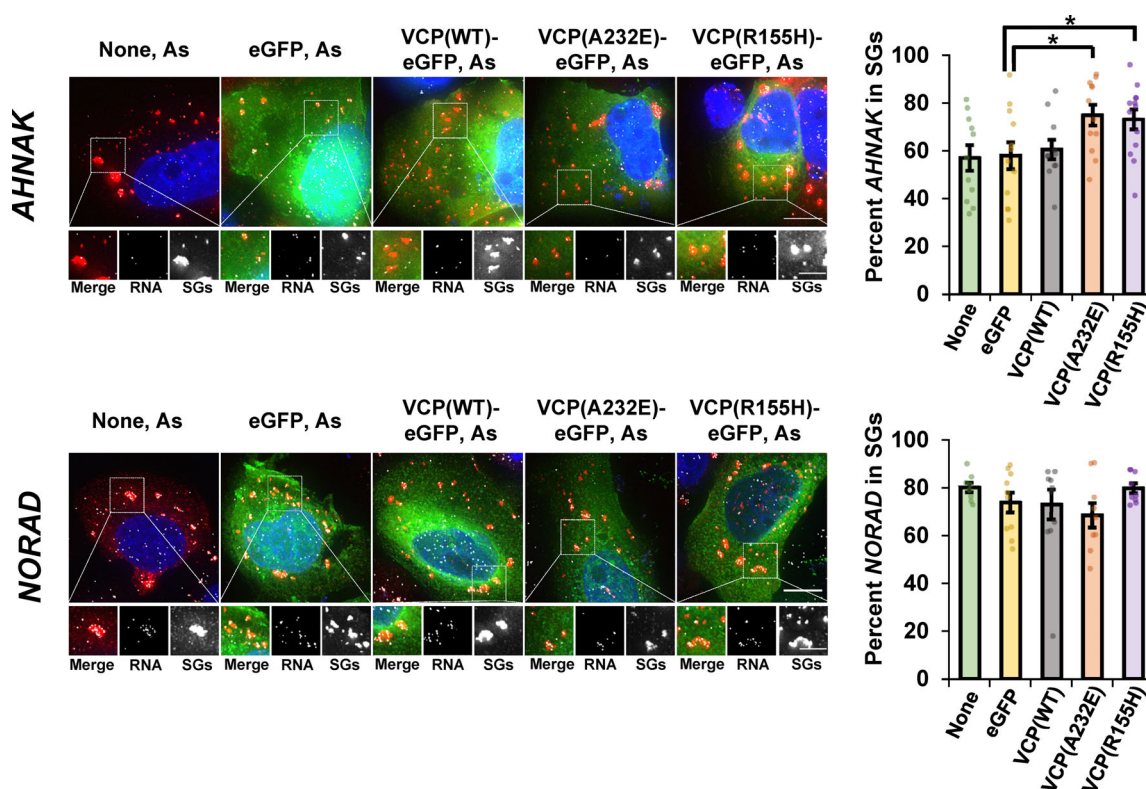 None, As
eGFP, As
VCP(WT)-
eGFP, As
VCP(A232E)-
eGFP, As
VCP(R155H)-
eGFP, As
AHNAK
Merge RNA SGs
Merge RNA SGs
Merge RNA SGs
Merge RNA SGs
Merge RNA SGs
Percent AHNAK in SGs
* 
*
100
80
60
40
20
0
None
eGFP
VCP(WT)
VCP(A232E)
VCP(R155H)
None, As
eGFP, As
VCP(WT)-
eGFP, As
VCP(A232E)-
eGFP, As
VCP(R155H)-
eGFP, As
NORAD
Merge RNA SGs
Merge RNA SGs
Merge RNA SGs
Merge RNA SGs
Merge RNA SGs
Percent NORAD in SGs
100
80
60
40
20
0
None
eGFP
VCP(WT)
VCP(A232E)
VCP(R155H)